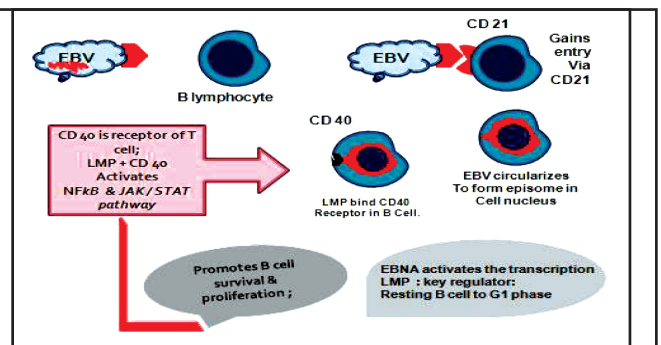 EBV
B lymphocyte
EBV
CD 21
Gains
entry
Via
CD21
CD 40 is receptor of T
cell;
LMP + CD 40
Activates
NFkB & JAK/STAT
pathway
CD 40
LMP bind CD40
Receptor in B Cell.
EBV circularizes
To form episome in
Cell nucleus
Promotes B cell
survival &
proliferation ;
EBNA activates the transcription
LMP : key regulator:
Resting B cell to G1 phase